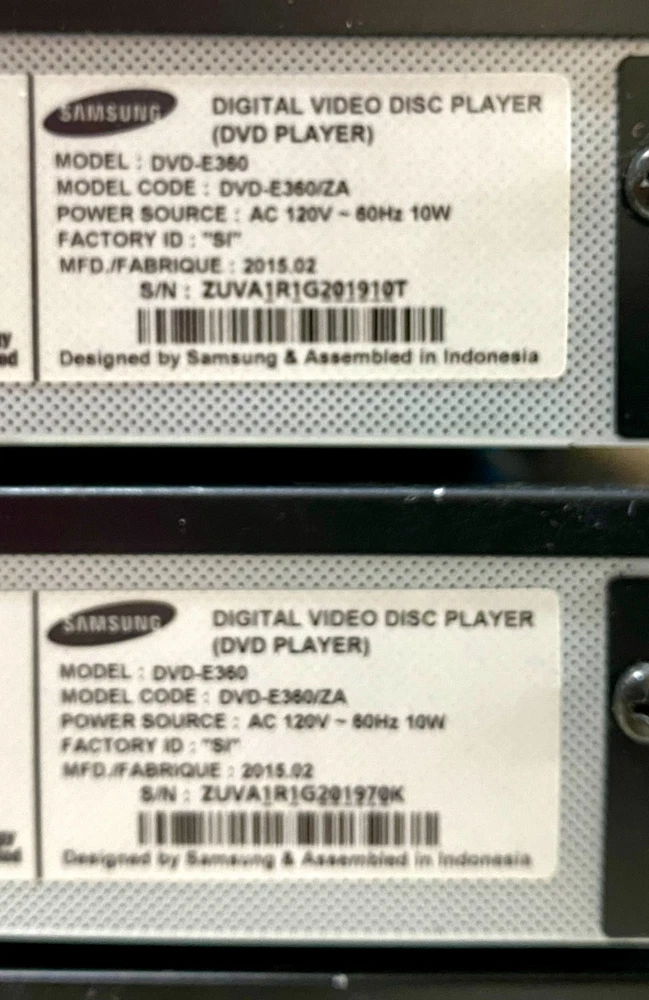 SAMSUNG
DIGITAL VIDEO DISC PLAYER
(DVD PLAYER)
MODEL : DVD-E360
MODEL CODE : DVD-E360/ZA
POWER SOURCE : AC 120V ~ 60Hz 10W
FACTORY ID : "SI"
MFD./FABRIQUE : 2015.02
S/N : ZUVA1R1G201910T
Designed by Samsung & Assembled in Indonesia
SAMSUNG
DIGITAL VIDEO DISC PLAYER
(DVD PLAYER)
MODEL : DVD-E360
MODEL CODE : DVD-E360/ZA
POWER SOURCE : AC 120V ~ 60Hz 10W
FACTORY ID : "SI"
MFD./FABRIQUE : 2015.02
S/N : ZUVA1R1G201970K
Designed by Samsung & Assembled in Indonesia